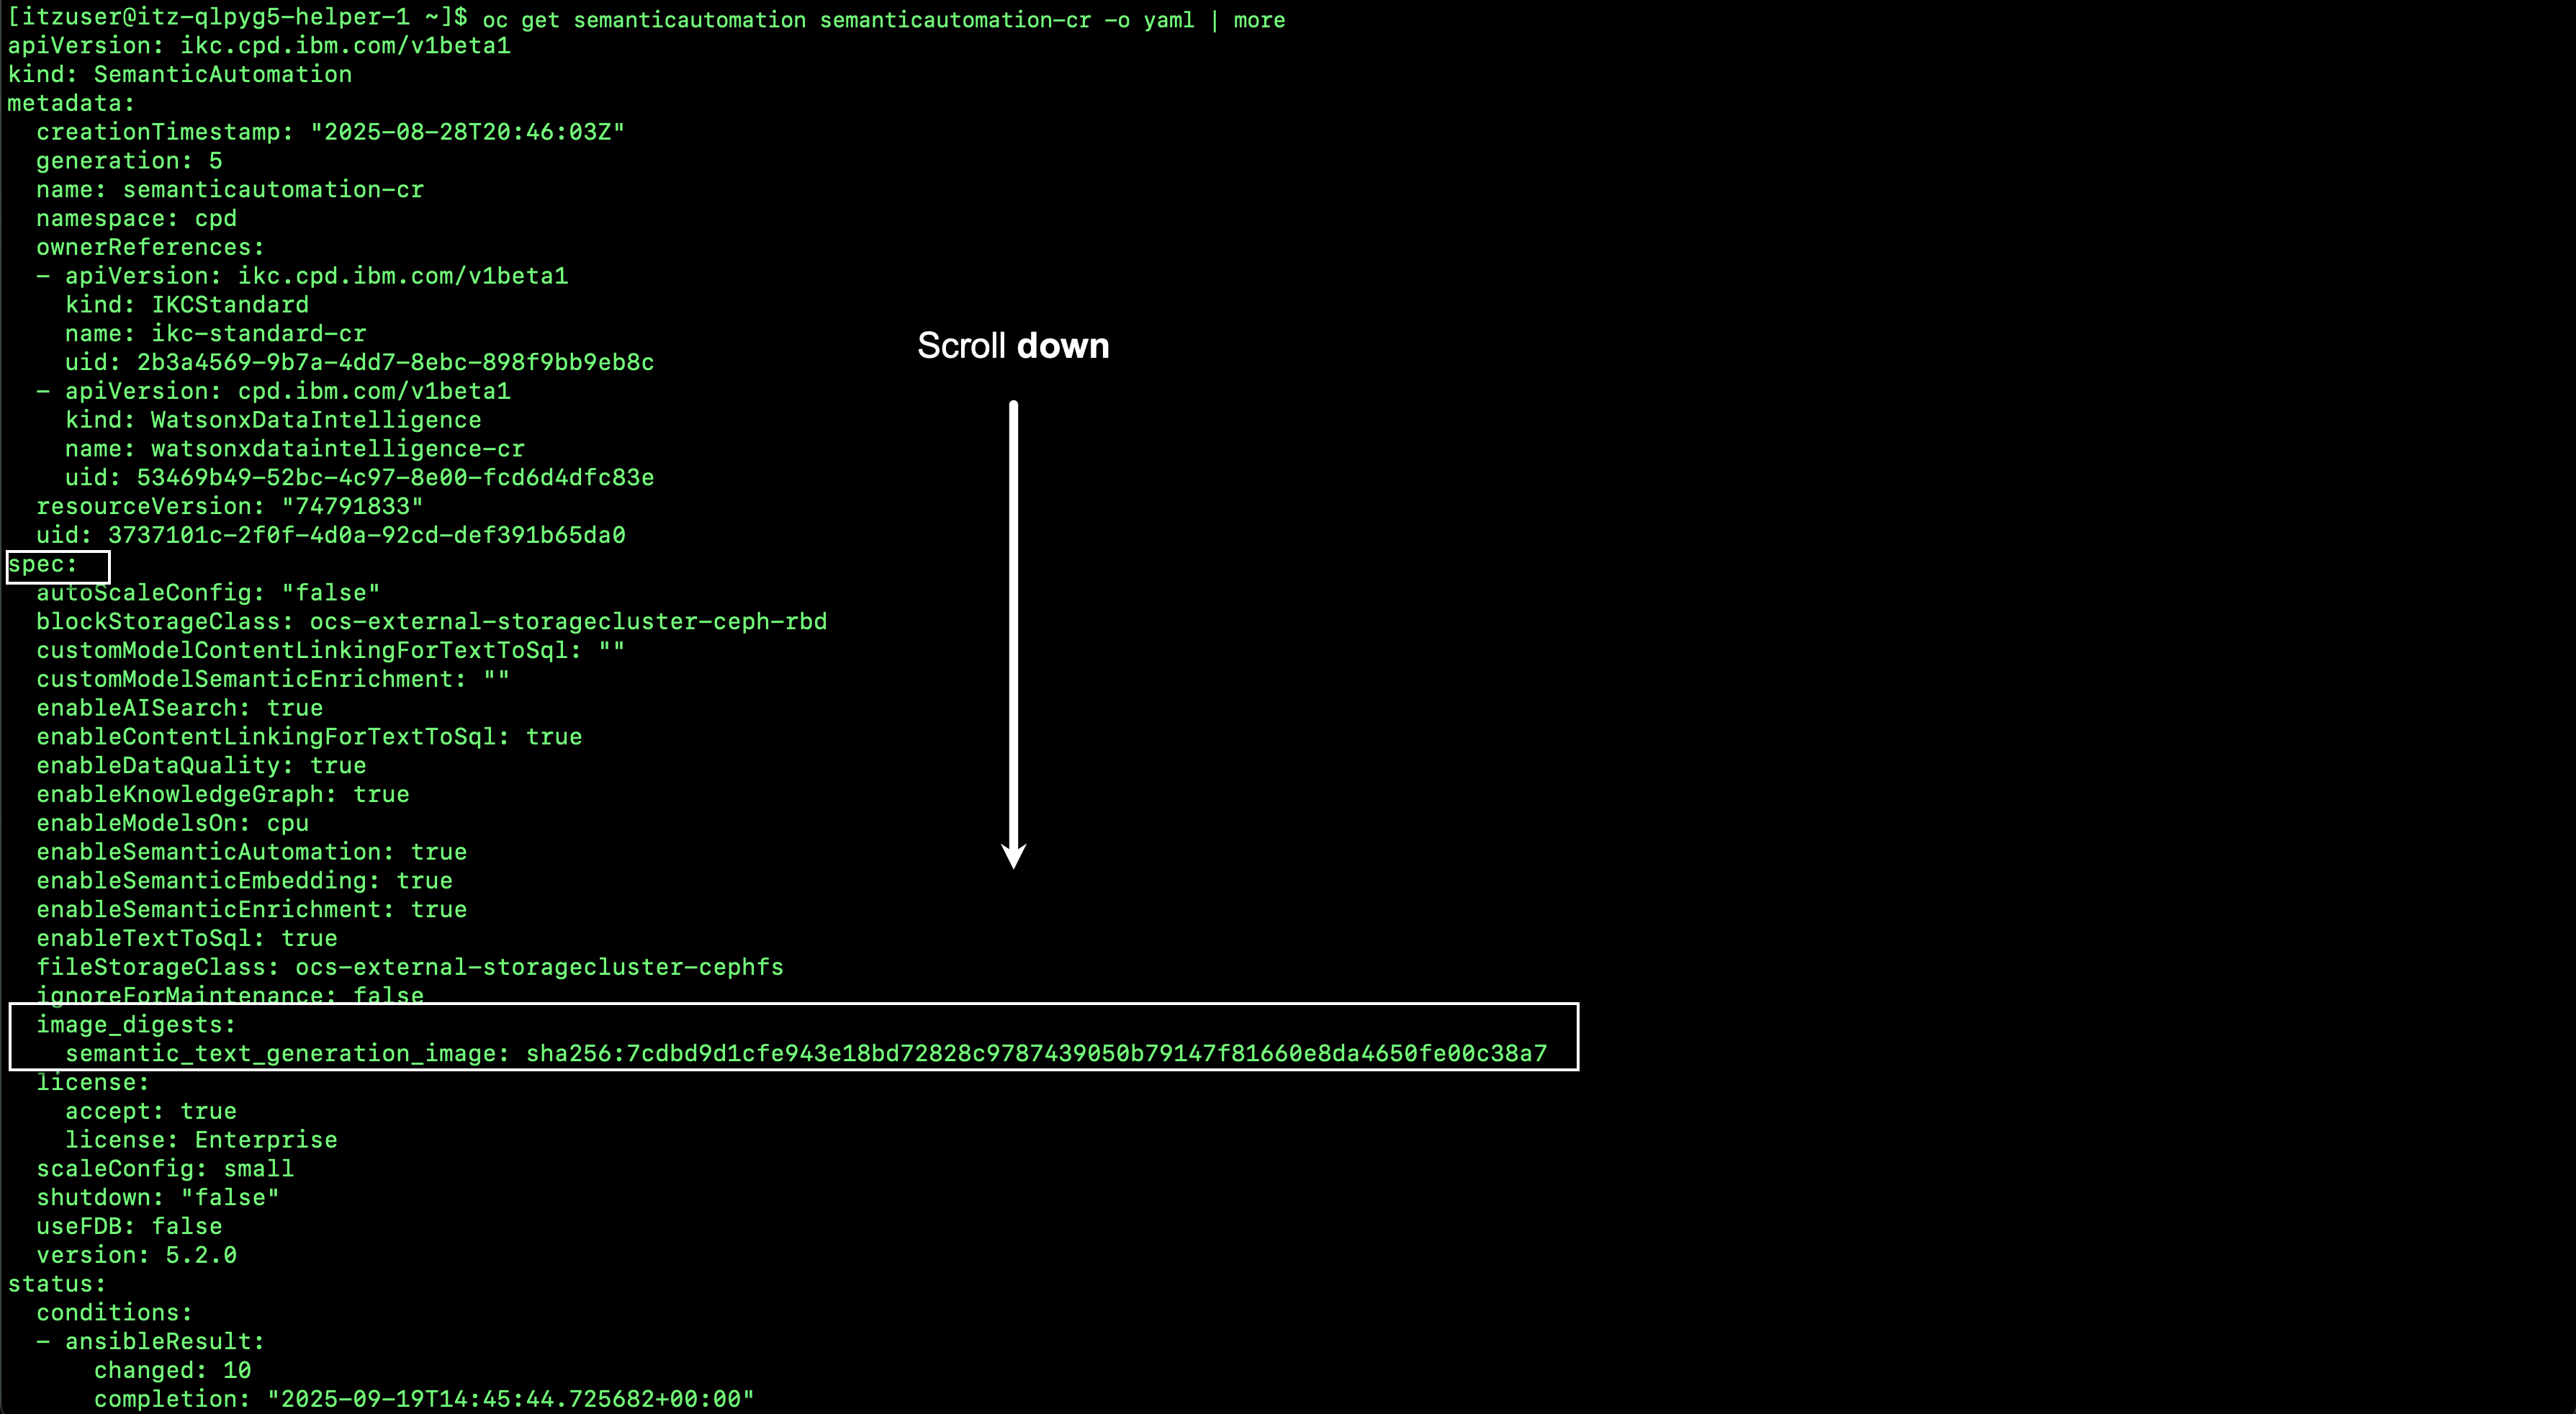 [itzuser@itz-qlpyg5-helper-1 ~]$ oc get semanticautomation semanticautomation-cr -o yaml | more
apiVersion: ikc.cpd.ibm.com/v1beta1
kind: SemanticAutomation
metadata:
  creationTimestamp: "2025-08-28T20:46:03Z"
  generation: 5
  name: semanticautomation-cr
  namespace: cpd
  ownerReferences:
  - apiVersion: ikc.cpd.ibm.com/v1beta1
    kind: IKCStandard
    name: ikc-standard-cr
    uid: 2b3a4569-9b7a-4dd7-8ebc-898f9bb9eb8c
  - apiVersion: cpd.ibm.com/v1beta1
    kind: WatsonxDataIntelligence
    name: watsonxdataintelligence-cr
    uid: 53469b49-52bc-4c97-8e00-fcd6d4dfc83e
  resourceVersion: "74791833"
  uid: 3737101c-2f0f-4d0a-92cd-def391b65da0
spec:
  autoScaleConfig: "false"
  blockStorageClass: ocs-external-storagecluster-ceph-rbd
  customModelContentLinkingForTextToSql: ""
  customModelSemanticEnrichment: ""
  enableAISearch: true
  enableContentLinkingForTextToSql: true
  enableDataQuality: true
  enableKnowledgeGraph: true
  enableModelsOn: cpu
  enableSemanticAutomation: true
  enableSemanticEmbedding: true
  enableSemanticEnrichment: true
  enableTextToSql: true
  fileStorageClass: ocs-external-storagecluster-cephfs
  ignoreForMaintenance: false
  image_digests:
    semantic_text_generation_image: sha256:7cdbd9d1cfe943e18bd72828c9787439050b79147f81660e8da4650fe00c38a7
  license:
    accept: true
    license: Enterprise
  scaleConfig: small
  shutdown: "false"
  useFDB: false
  version: 5.2.0
status:
  conditions:
  - ansibleResult:
      changed: 10
      completion: "2025-09-19T14:45:44.725682+00:00"
Scroll down